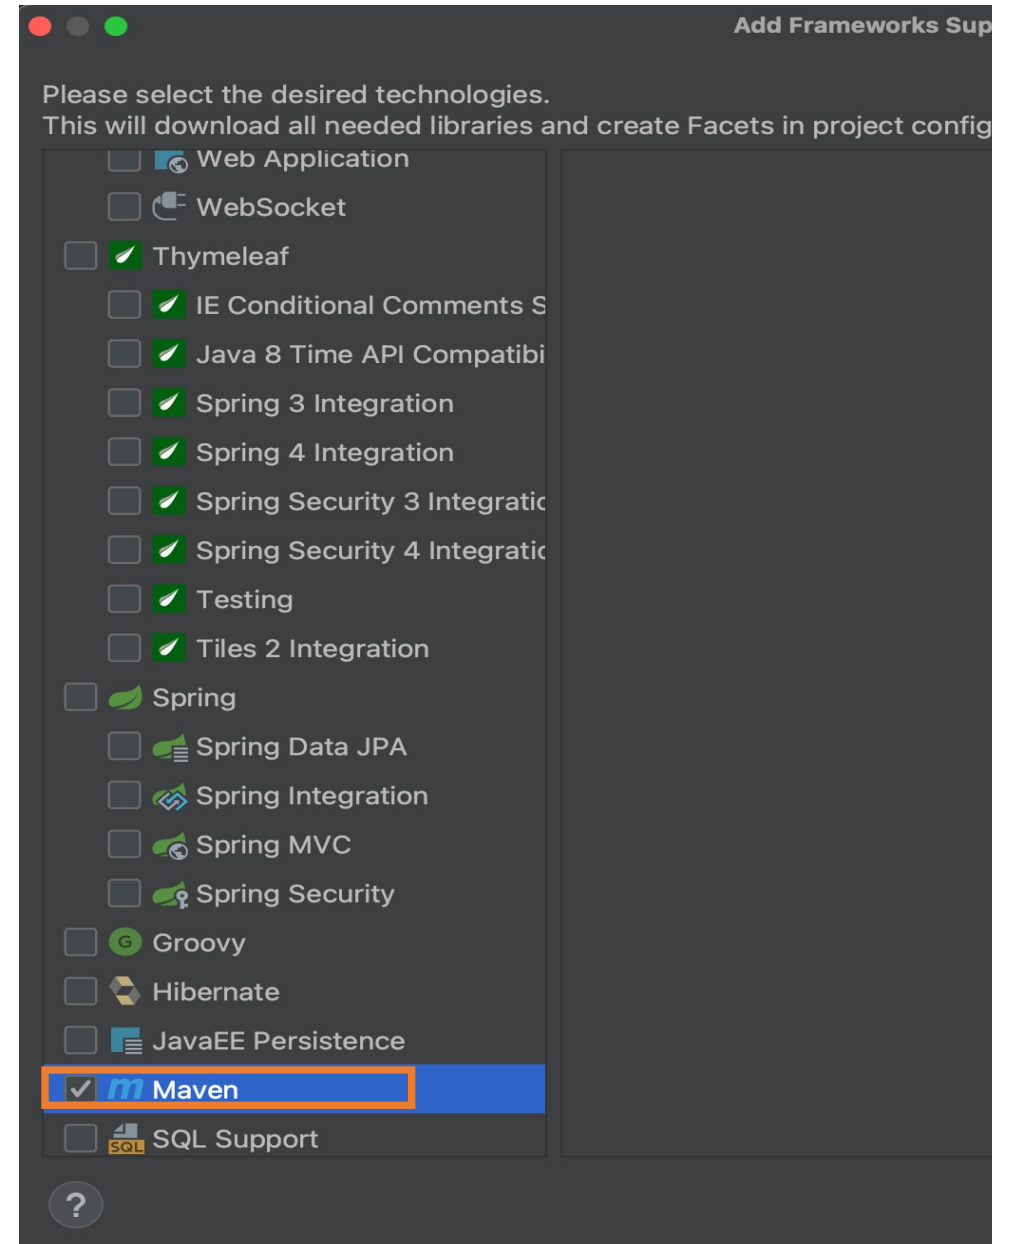 Add Frameworks Sup
Please select the desired technologies.
This will download all needed libraries and create Facets in project config
Web Application
WebSocket
Thymeleaf
IE Conditional Comments S
Java 8 Time API Compatibi
Spring 3 Integration
Spring 4 Integration
Spring Security 3 Integratic
Spring Security 4 Integratic
Testing
Tiles 2 Integration
Spring
Spring Data JPA
Spring Integration
Spring MVC
Spring Security
G Groovy
Hibernate
JavaEE Persistence
m Maven
SQL SQL Support
?